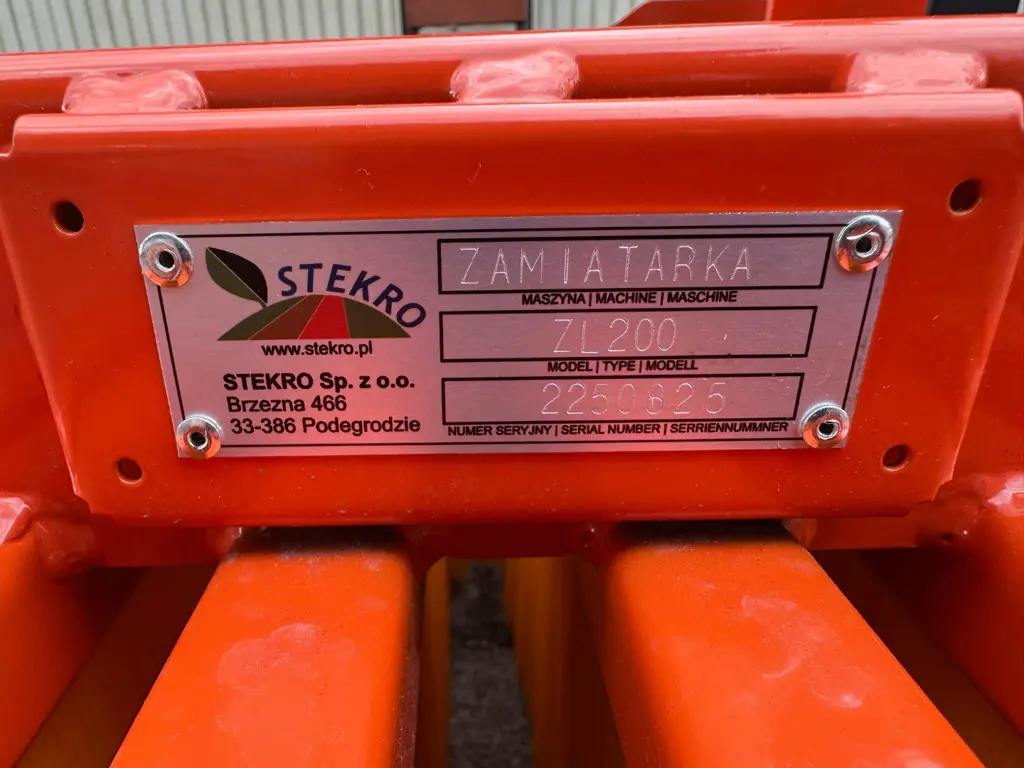 STEKRO
www.stekro.pl
STEKRO Sp. z o.o.
Brzezna 466
33-386 Podegrodzie
ZAMIATARKA
MASZYNA | MACHINE | MASCHINE
ZL200
MODEL | TYPE | MODELL
2250825
NUMER SERYJNY | SERIAL NUMBER | SERRIENNUMMNER